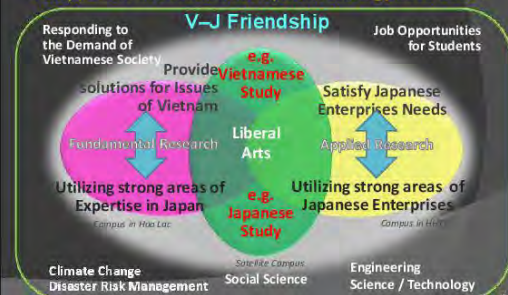 V–J Friendship
Responding to
the Demand of
Vietnamese Society
Job Opportunities
for Students
Provide
solutions for Issues
of Vietnam
e.g.
Vietnamese
Study
Satisfy Japanese
Enterprises Needs
Fundamental Research
Liberal
Arts
Applied Research
Utilizing strong areas of
Expertise in Japan
e.g.
Japanese
Study
Utilizing strong areas of
Japanese Enterprises
Campus in Hoa Lac
Campus in
Satellite Campus
Climate Change
Disaster Risk Management
Social Science
Engineering
Science / Technology